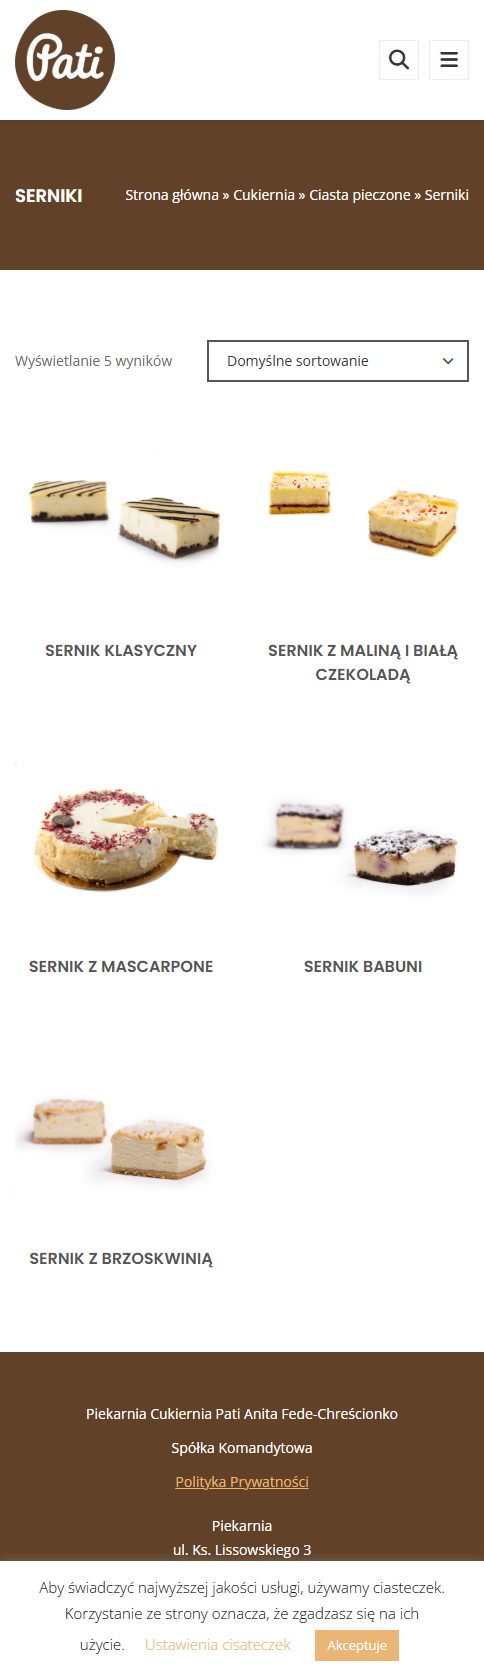 Pati
SERNIKI
Strona główna » Cukiernia » Ciasta pieczone » Serniki
Wyświetlanie 5 wyników
Domyślne sortowanie
SERNIK KLASYCZNY
SERNIK Z MALINĄ I BIAŁĄ
CZEKOLADĄ
SERNIK Z MASCARPONE
SERNIK BABUNI
SERNIK Z BRZOSKWINIĄ
Piekarnia Cukiernia Pati Anita Fede-Chreścionko
Spółka Komandytowa
Polityka Prywatności
Piekarnia
ul. Ks. Lissowskiego 3
Aby świadczyć najwyższej jakości usługi, używamy ciasteczek.
Korzystanie ze strony oznacza, że zgadzasz się na ich
użycie. Ustawienia cisateczek Akceptuje